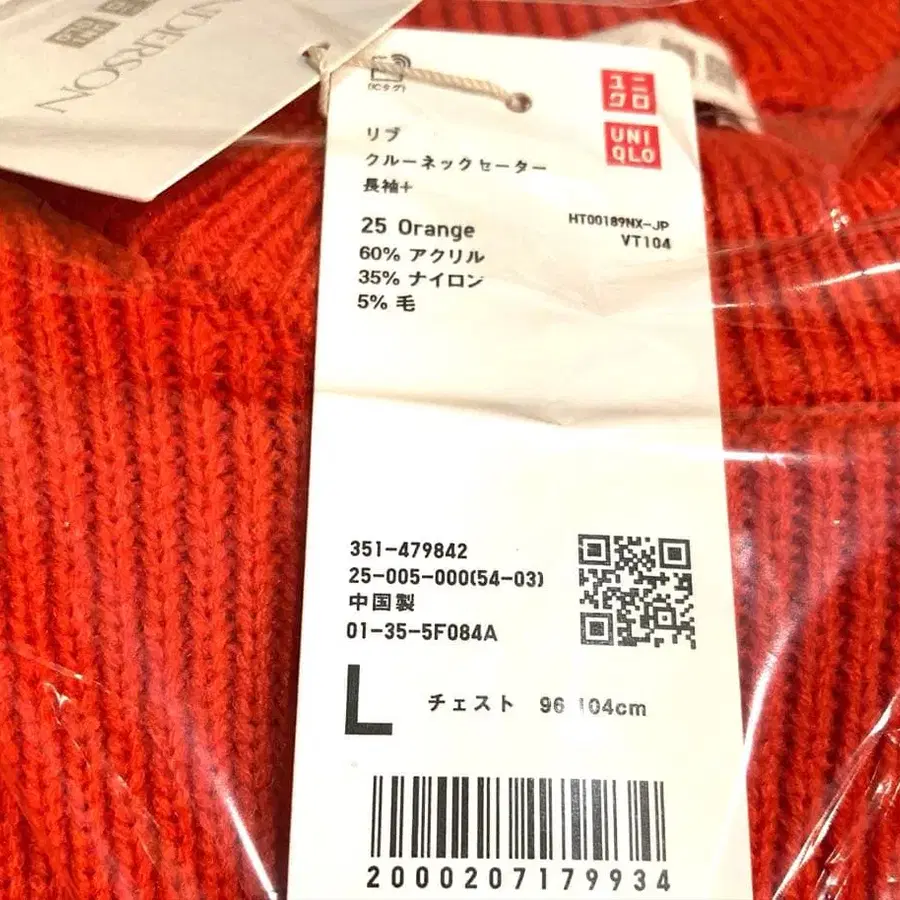 ANDERSON
(ICタグ)
ユニ
クロ
UNI
QLO
リブ
クルーネックセーター
長袖+
25 Orange
HT00189NX-JP
VT104
60% アクリル
35% ナイロン
5% 毛
351-479842
25-005-000(54-03)
中国製
01-35-5F084A
L
チェスト 96 104cm
2000207179934